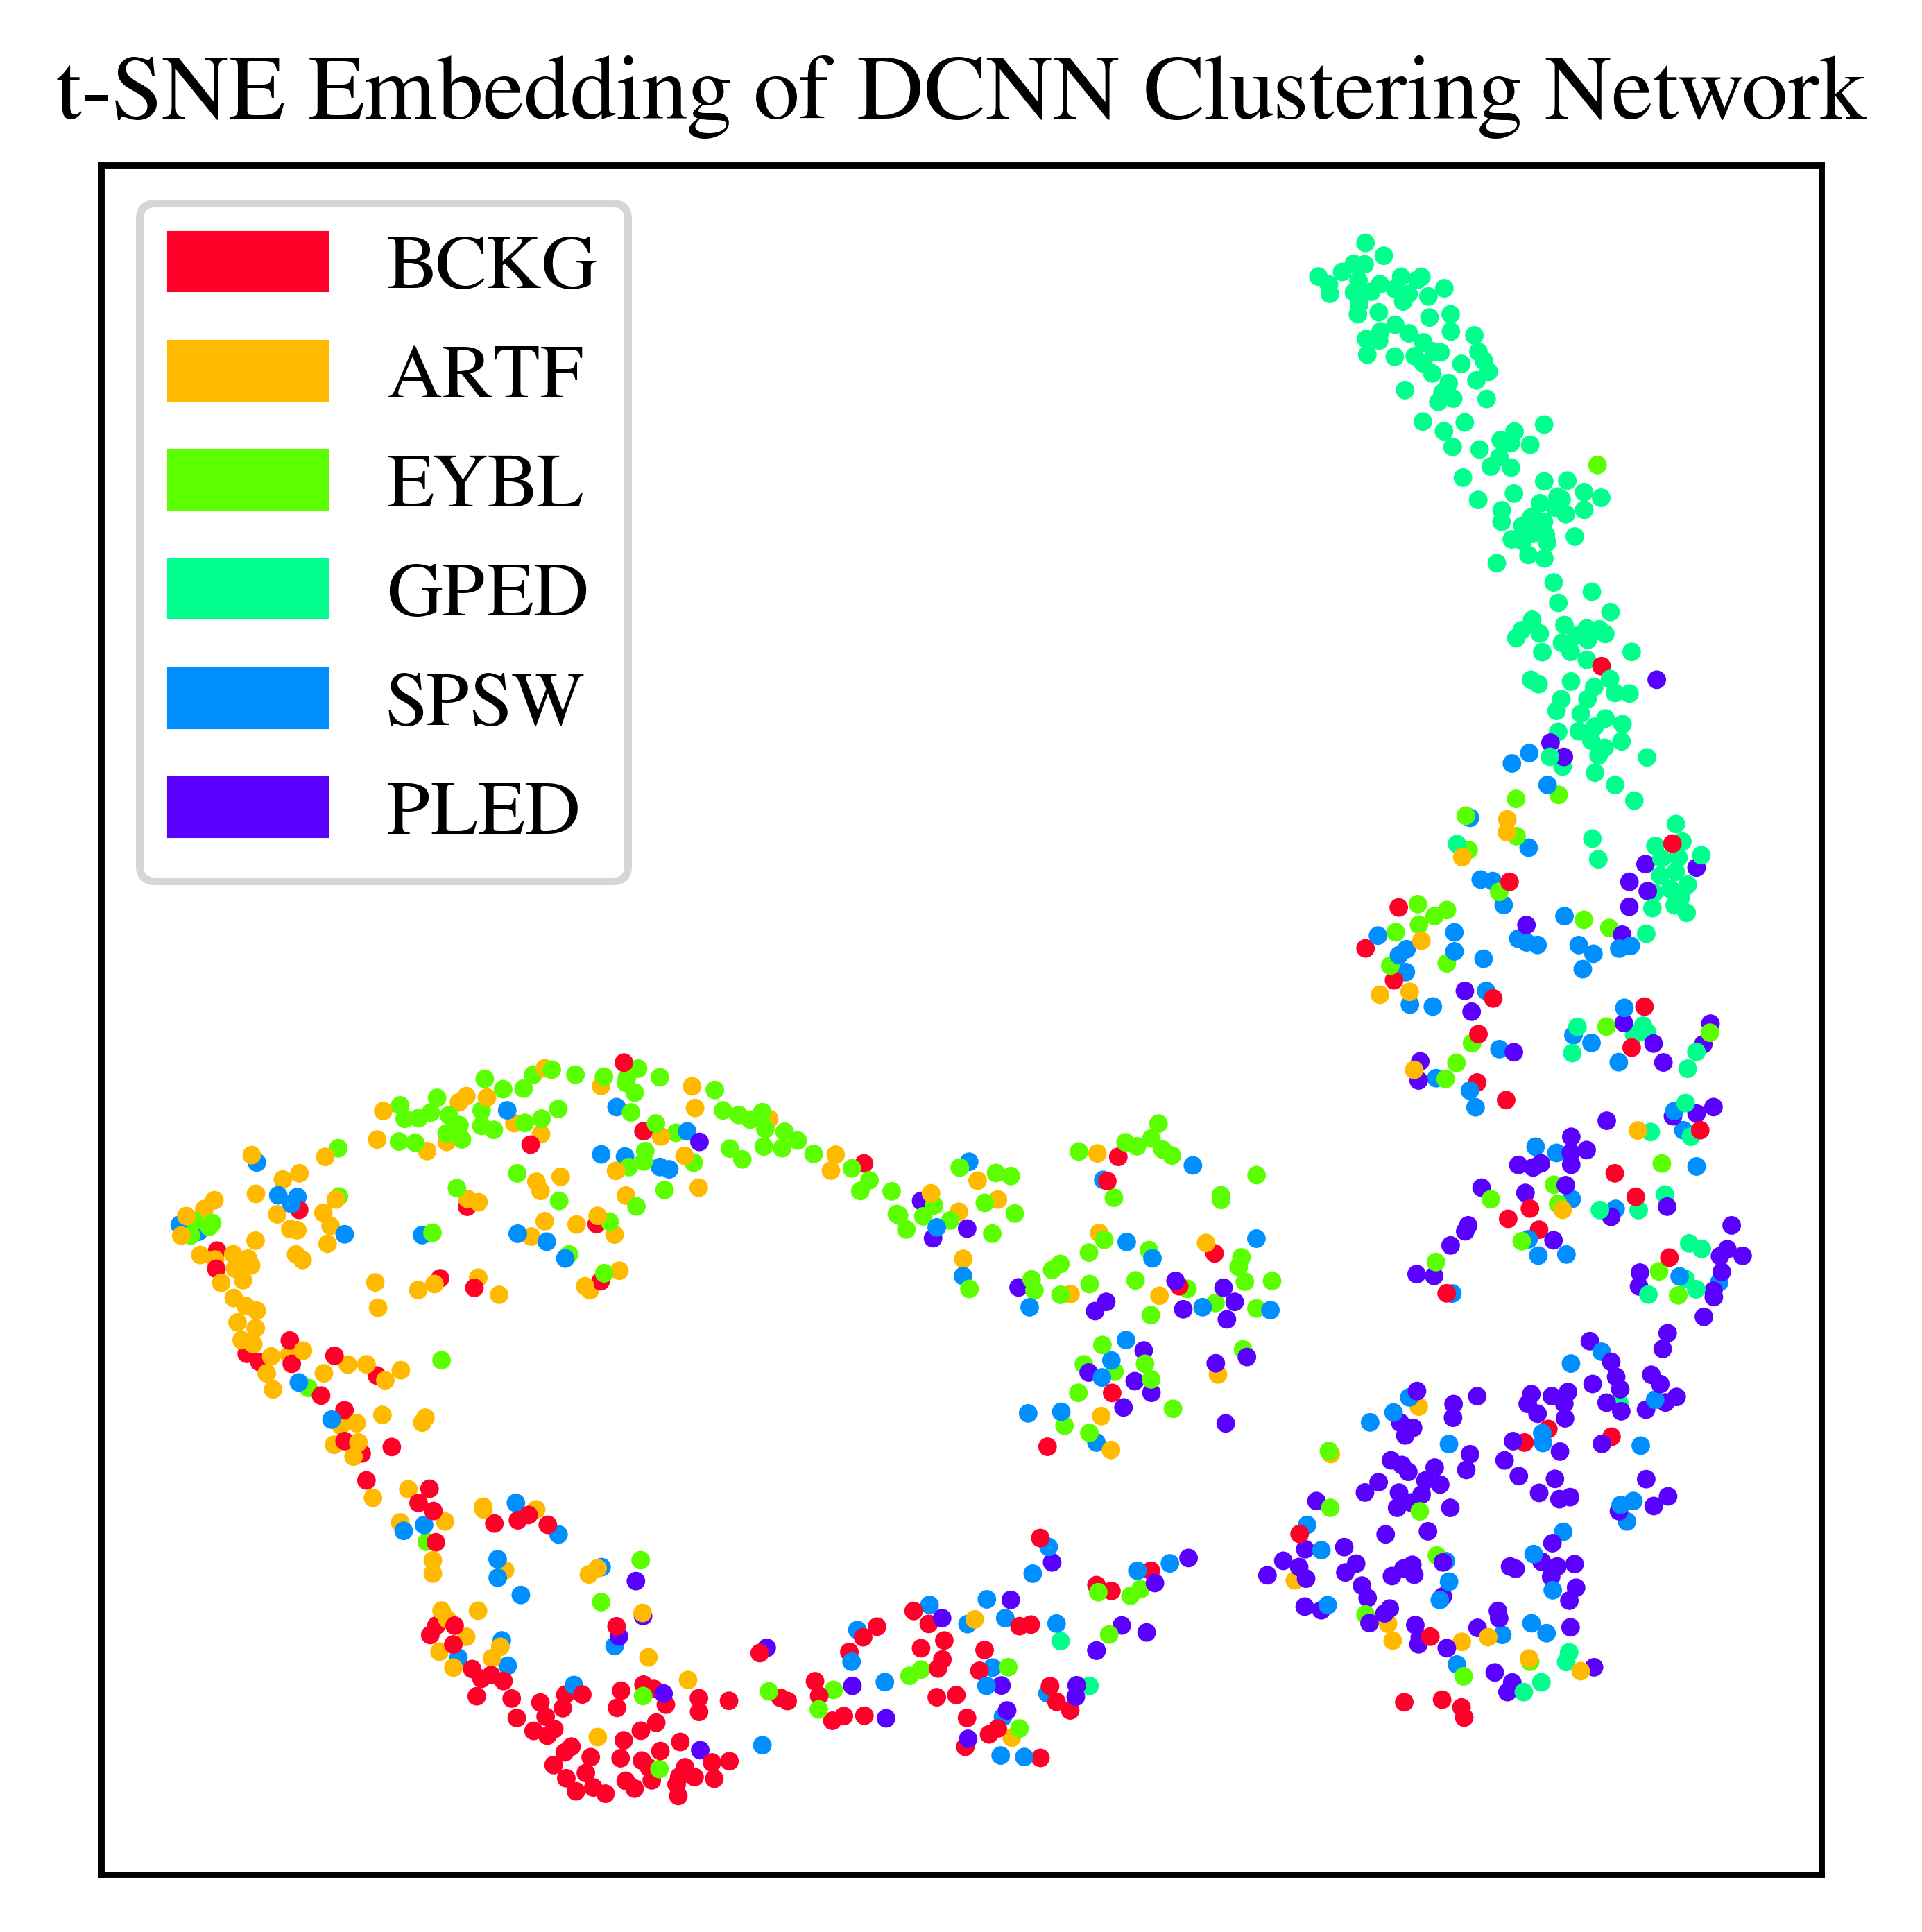 t-SNE Embedding of DCNN Clustering Network
BCKG
ARTF
EYBL
GPED
SPSW
PLED